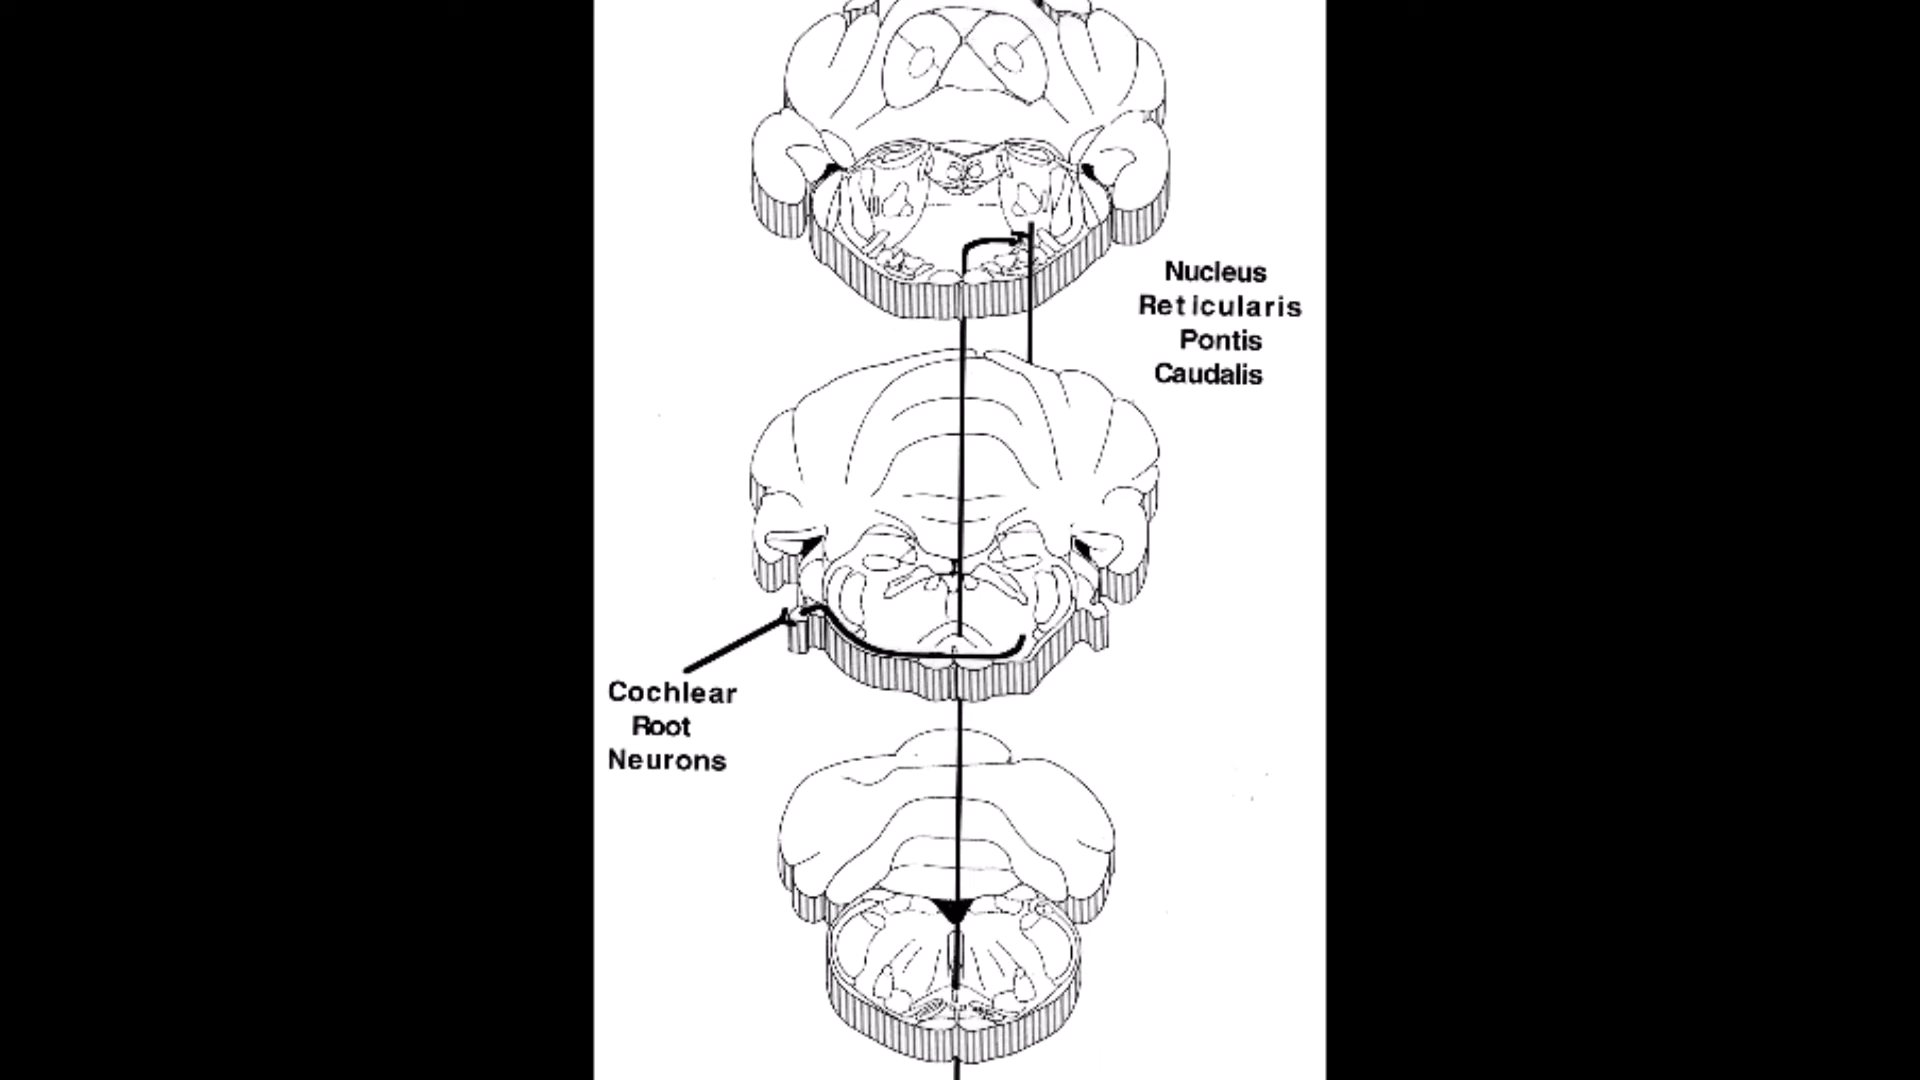 Nucleus
Reticularis
Pontis
Caudalis
Cochlear
Root
Neurons